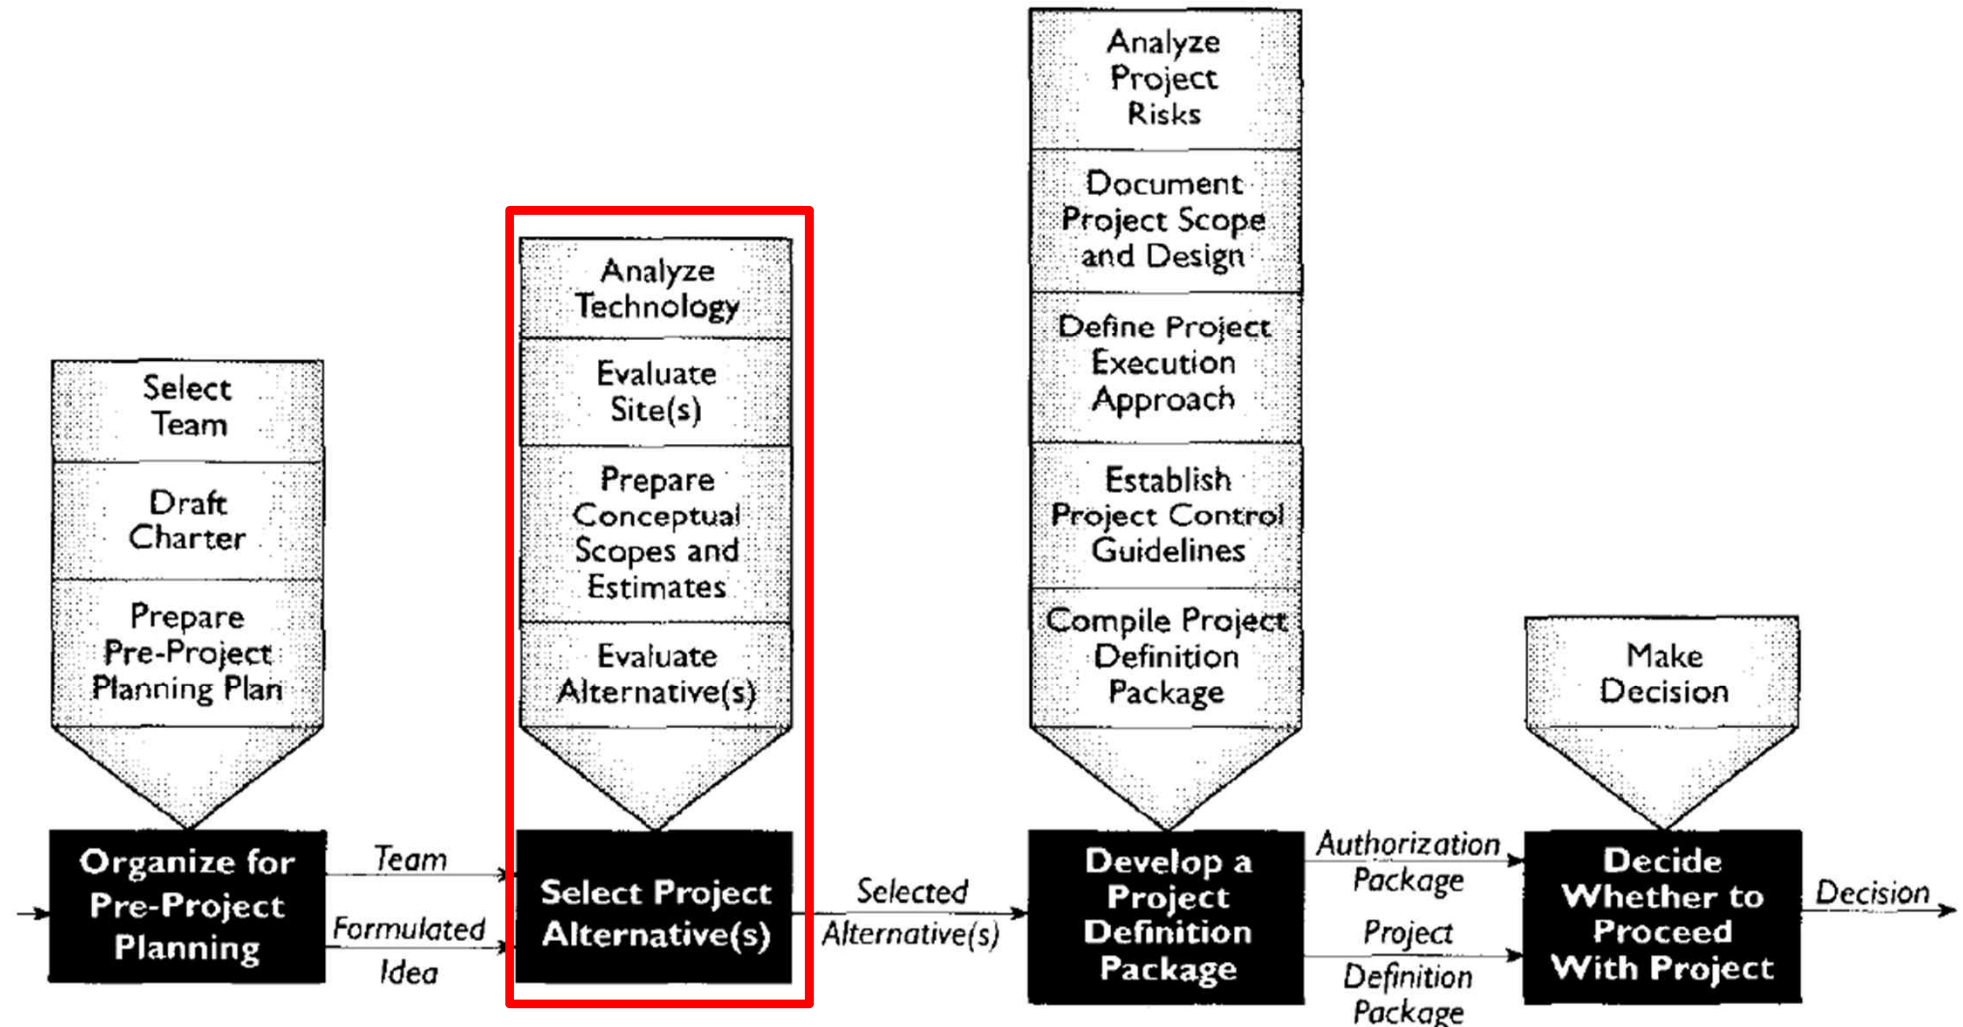 Select
Team
Draft
Charter
Prepare
Pre-Project
Planning Plan
Organize for
Pre-Project
Planning
Team
Formulated
Idea
Analyze
Technology
Evaluate
Site(s)
Prepare
Conceptual
Scopes and
Estimates
Evaluate
Alternative(s)
Select Project
Alternative(s)
Selected
Alternative(s)
Analyze
Project
Risks
Document
Project Scope
and Design
Define Project
Execution
Approach
Establish
Project Control
Guidelines
Compile Project
Definition
Package
Develop a
Project
Definition
Package
Authorization
Package
Project
Definition
Package
Make
Decision
Decide
Whether to
Proceed
With Project
Decision